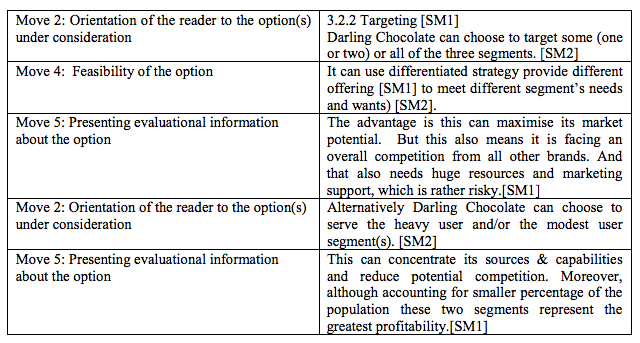 Move 2: Orientation of the reader to the option(s)
under consideration
3.2.2 Targeting [SM1]
Darling Chocolate can choose to target some (one
or two) or all of the three segments. [SM2]
Move 4:  Feasibility of the option
It can use differentiated strategy provide different
offering [SM1] to meet different segment's needs
and wants) [SM2].
Move 5: Presenting evaluational information
about the option
The advantage is this can maximise its market
potential.  But this also means it is facing an
overall competition from all other brands. And
that also needs huge resources and marketing
support, which is rather risky.[SM1]
Move 2: Orientation of the reader to the option(s)
under consideration
Alternatively Darling Chocolate can choose to
serve the heavy user and/or the modest user
segment(s). [SM2]
Move 5: Presenting evaluational information
about the option
This can concentrate its sources & capabilities
and reduce potential competition. Moreover,
although accounting for smaller percentage of the
population these two segments represent the
greatest profitability.[SM1]